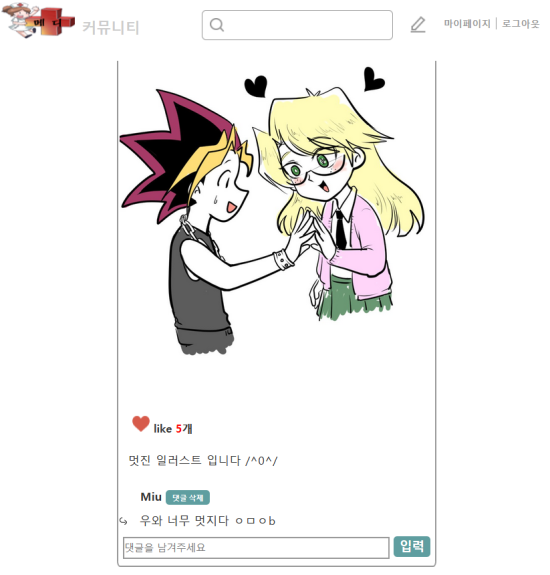 메더
커뮤니티
마이페이지 | 로그아웃
like 5개
멋진 일러스트 입니다 /^0^/
Miu 댓글 삭제
↪ 우와 너무 멋지다 ㅇㅁㅇb
댓글을 남겨주세요 입력